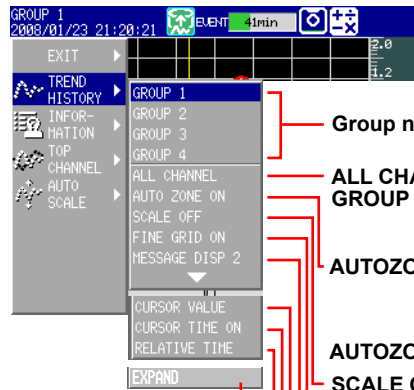 GROUP 1
2008/01/23 21:20:21
EVENT 41min
2.0
1.2
EXIT
TREND
HISTORY
INFOR-
MATION
TOP
CHANNEL
AUTO
SCALE
GROUP 1
GROUP 2
GROUP 3
GROUP 4
ALL CHANNEL
AUTO ZONE ON
SCALE OFF
FINE GRID ON
MESSAGE DISP 2
CURSOR VALUE
CURSOR TIME ON
RELATIVE TIME
EXPAND
Group n
ALL CHA
GROUP
AUTOZO
AUTOZO
SCALE